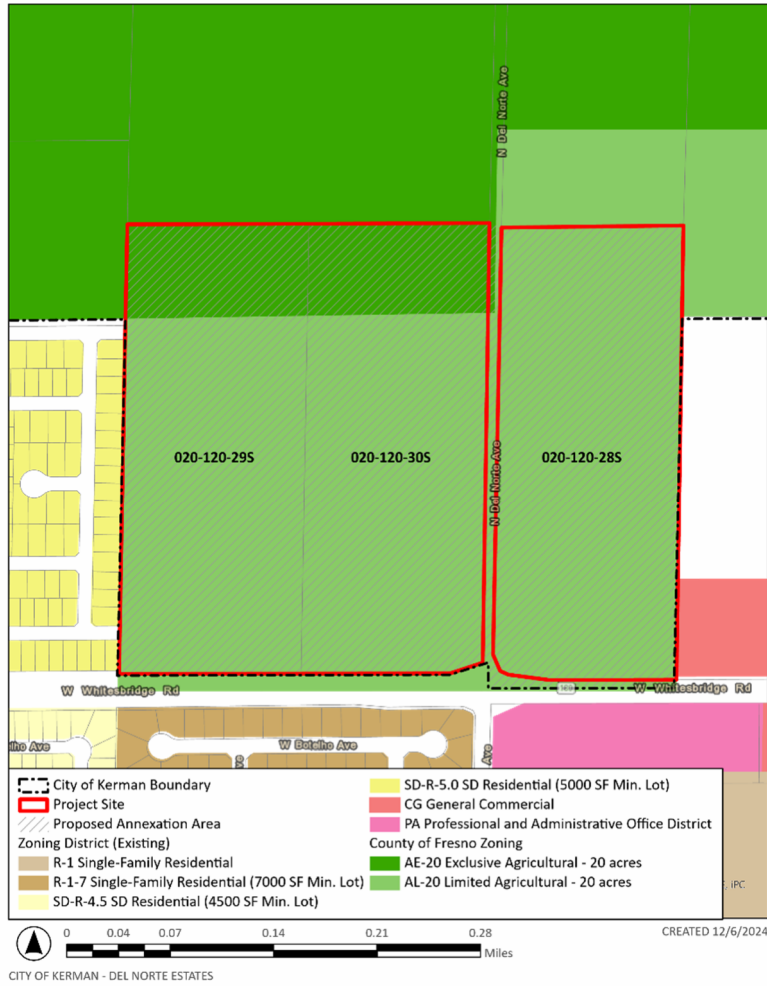 N Del Norte Ave
020-120-29S
020-120-30S
020-120-28S
N Del Norte Ave
W Whitesbridge Rd
180
W Whitesbridge Rd
W Botelho Ave
Ave
City of Kerman Boundary
Project Site
Proposed Annexation Area
Zoning District (Existing)
R-1 Single-Family Residential
R-1-7 Single-Family Residential (7000 SF Min. Lot)
SD-R-4.5 SD Residential (4500 SF Min. Lot)
SD-R-5.0 SD Residential (5000 SF Min. Lot)
CG General Commercial
PA Professional and Administrative Office District
County of Fresno Zoning
AE-20 Exclusive Agricultural - 20 acres
AL-20 Limited Agricultural - 20 acres
, iPC
0 0.04 0.07 0.14 0.21 0.28
Miles
CREATED 12/6/2024
CITY OF KERMAN - DEL NORTE ESTATES